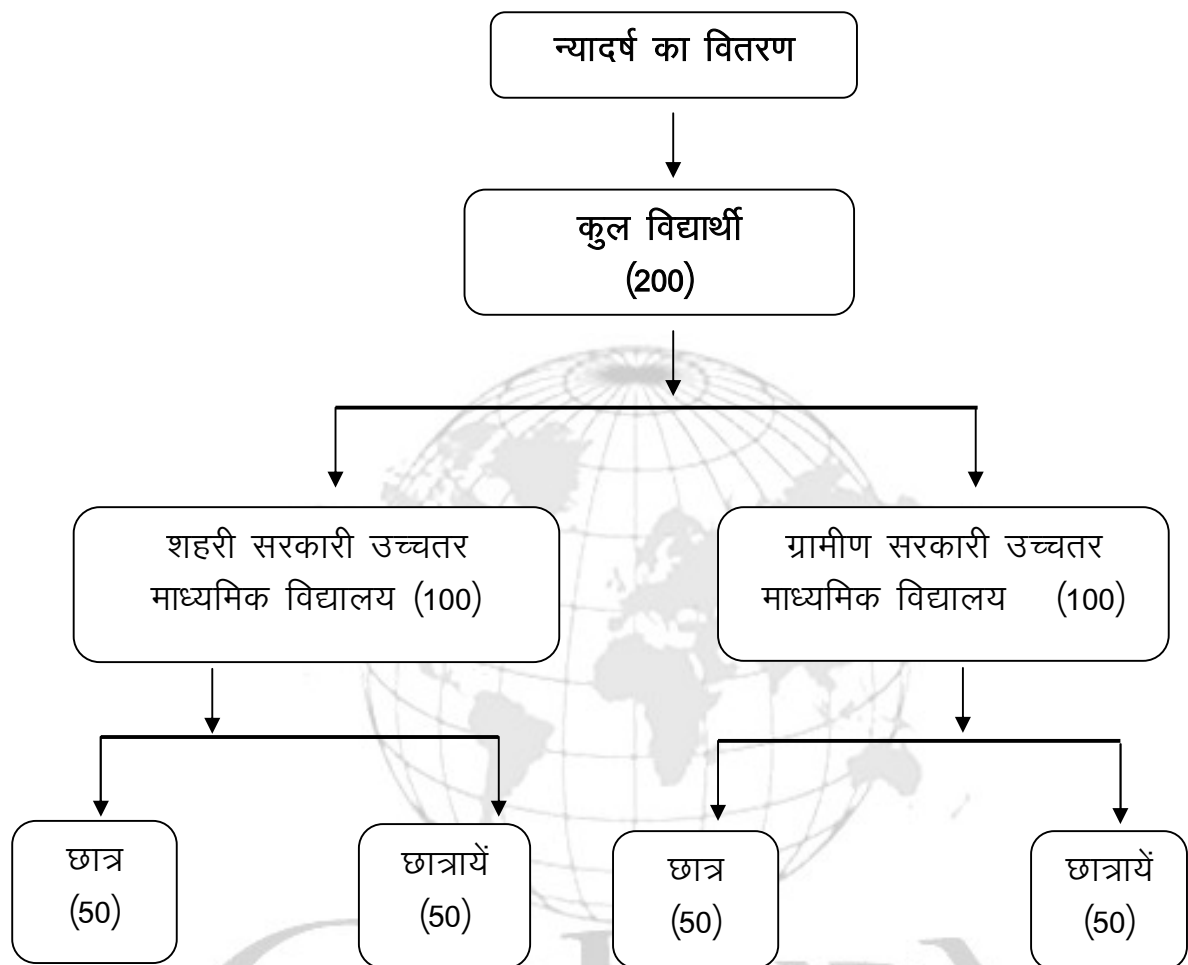 न्यादर्ष का वितरण
कुल विद्यार्थी
(200)
शहरी सरकारी उच्चतर
माध्यमिक विद्यालय (100)
ग्रामीण सरकारी उच्चतर
माध्यमिक विद्यालय (100)
छात्र
(50)
छात्रायें
(50)
छात्र
(50)
छात्रायें
(50)